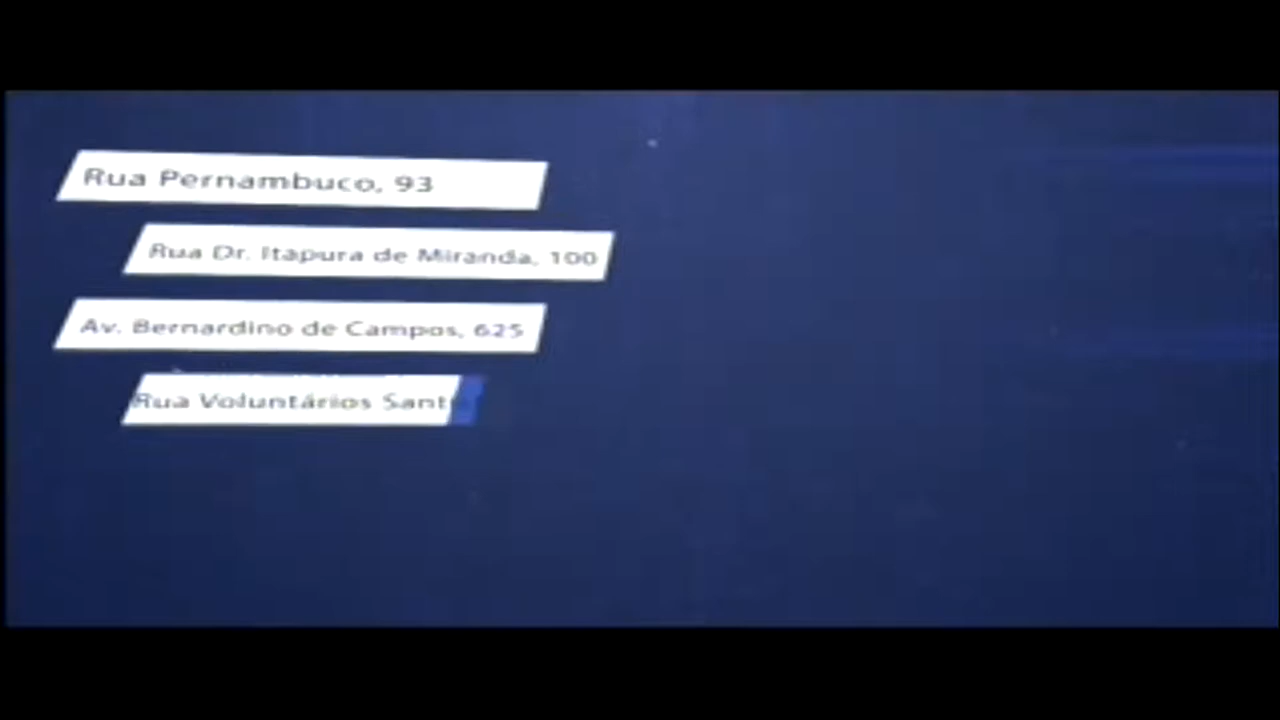 Rua Pernambuco, 93
Rua Dr. Itapura de Miranda, 100
Av. Bernardino de Campos, 625
Rua Voluntários